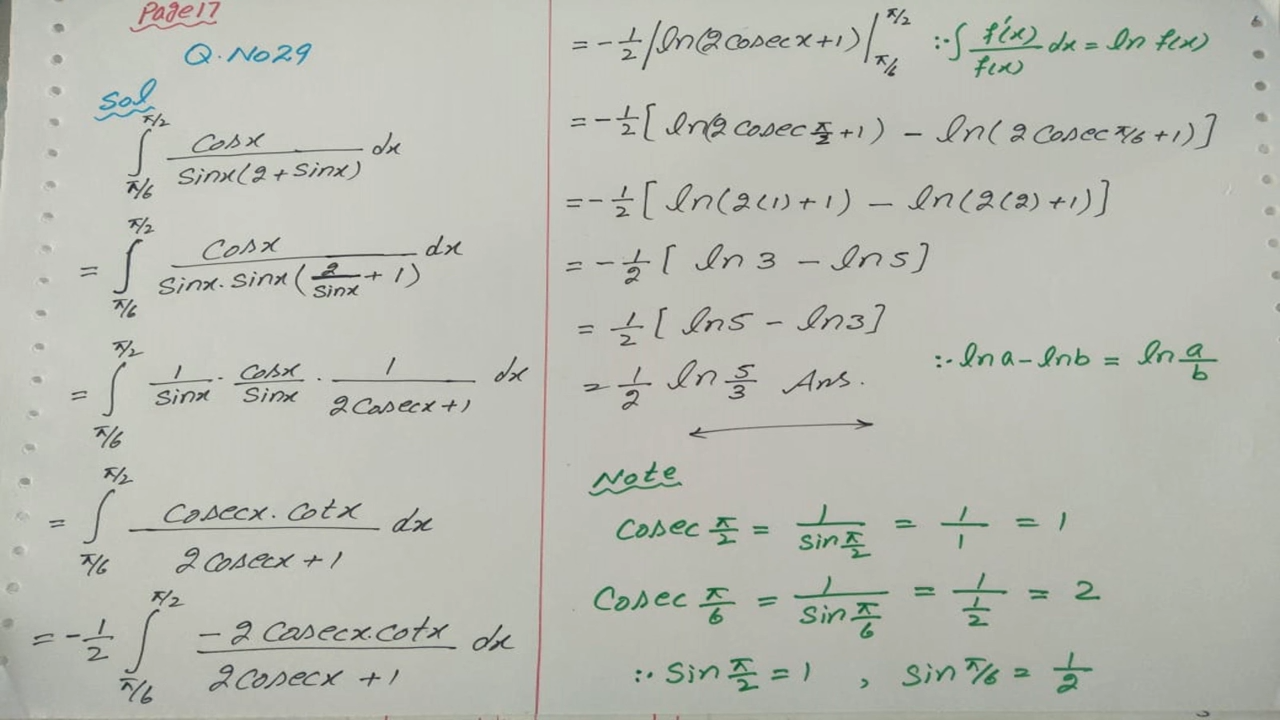 Page 17
Q.No 29
Sol
∫_{π/6}^{π/2} Cosx / Sinx(2 + Sinx) dx
= ∫_{π/6}^{π/2} Cosx / Sinx. Sinx (2/Sinx + 1) dx
= ∫_{π/6}^{π/2} 1/Sinx . Cosx/Sinx . 1/2Cosecx + 1 dx
= ∫_{π/6}^{π/2} Cosecx. Cotx / 2Cosecx + 1 dx
= -1/2 ∫_{π/6}^{π/2} -2Cosecx.Cotx / 2Cosecx + 1 dx
= -1/2 |ln(2Cosecx+1)|_{π/6}^{π/2} ∵ ∫ f'(x)/f(x) dx = ln f(x)
= -1/2 [ ln(2Cosec π/2 + 1) - ln(2Cosec π/6 + 1) ]
= -1/2 [ ln(2(1) + 1) - ln(2(2) + 1) ]
= -1/2 [ ln3 - ln5 ]
= 1/2 [ ln5 - ln3 ]
= 1/2 ln 5/3 Ans. ∵ lna - lnb = ln a/b
Note
Cosec π/2 = 1/Sin π/2 = 1/1 = 1
Cosec π/6 = 1/Sin π/6 = 1/(1/2) = 2
∵ Sin π/2 = 1 , Sin π/6 = 1/2